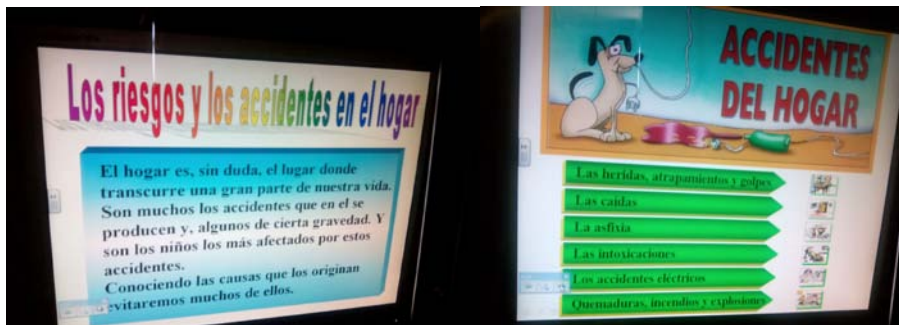 Los riesgos y los accidentes en el hogar
El hogar es, sin duda, el lugar donde
transcurre una gran parte de nuestra vida.
Son muchos los accidentes que en el se
producen y, algunos de cierta gravedad. Y
son los niños los más afectados por estos
accidentes.
Conociendo las causas que los originan
evitaremos muchos de ellos.
ACCIDENTES
DEL HOGAR
Las heridas, atrapamientos y golpes
Las caídas
La asfixia
Las intoxicaciones
Los accidentes eléctricos
Quemaduras, incendios y explosiones